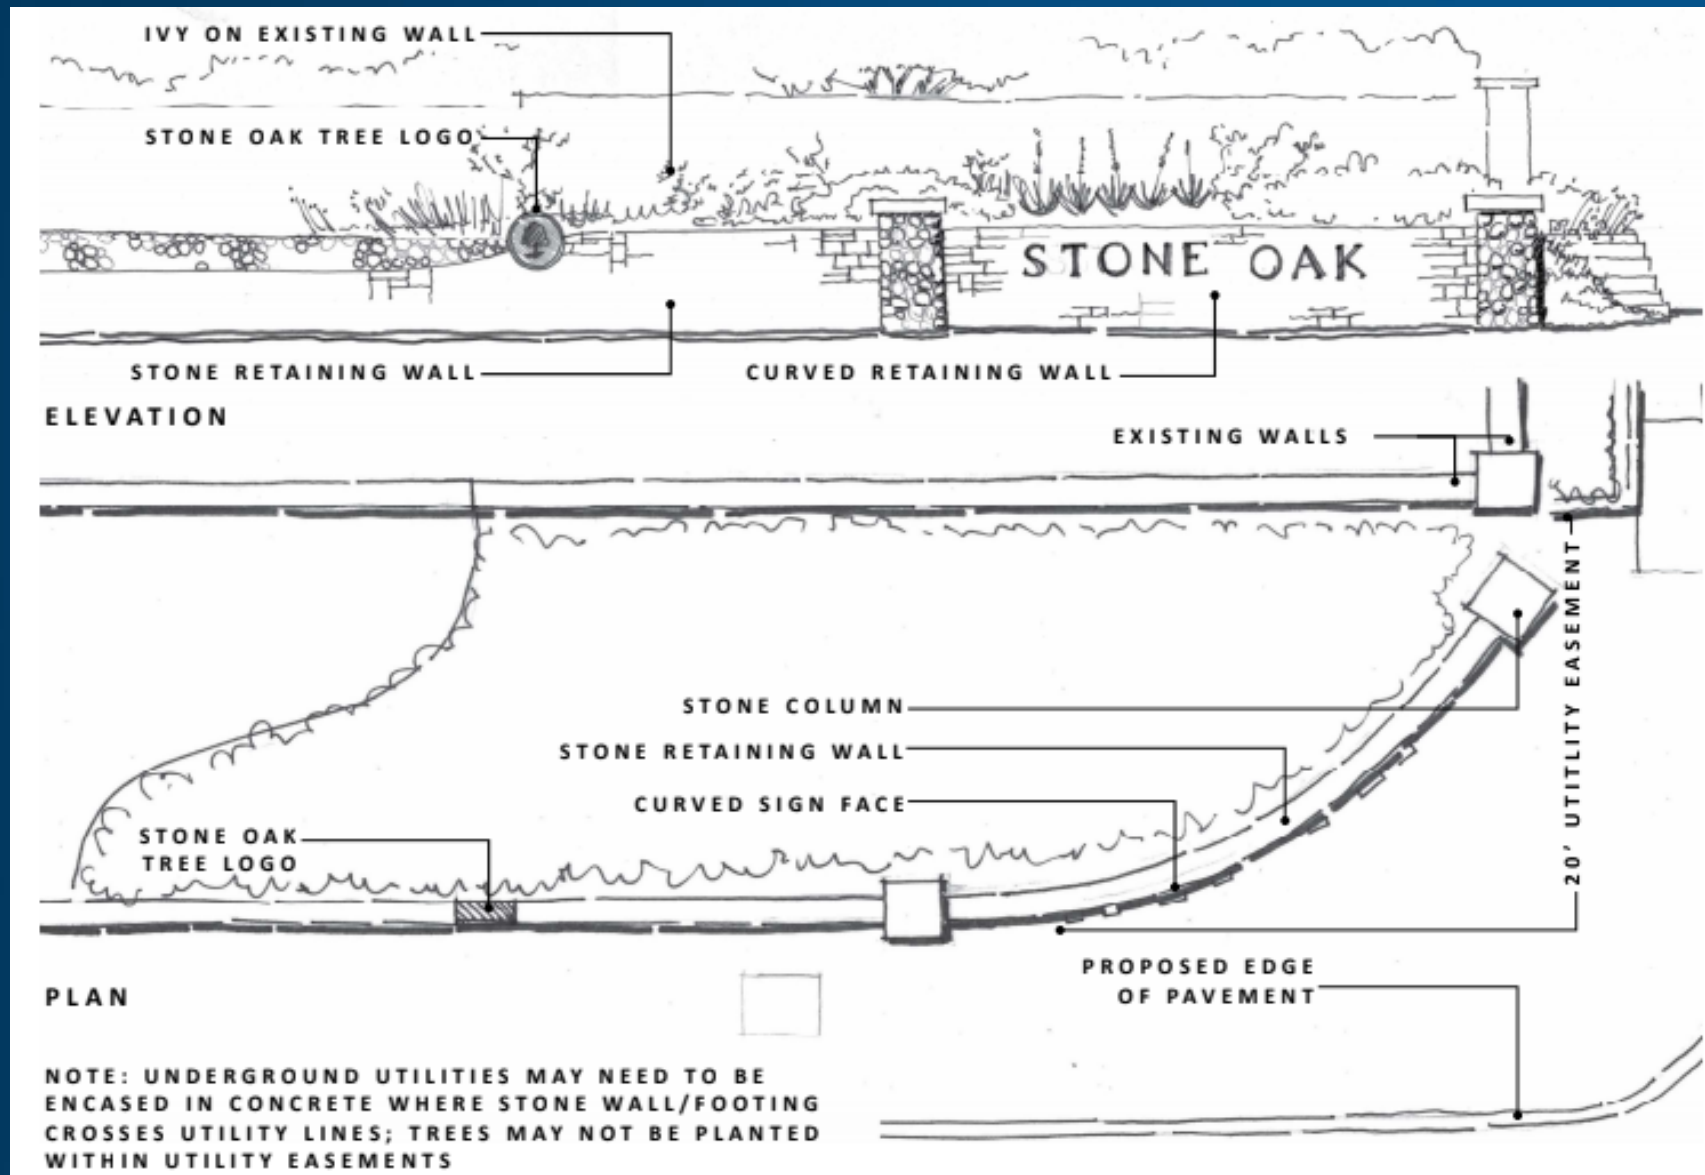 IVY ON EXISTING WALL
STONE OAK TREE LOGO
STONE OAK
STONE RETAINING WALL
CURVED RETAINING WALL
ELEVATION
EXISTING WALLS
20' UTITLITY EASEMENT
STONE COLUMN
STONE RETAINING WALL
CURVED SIGN FACE
STONE OAK
TREE LOGO
PROPOSED EDGE
OF PAVEMENT
PLAN
NOTE: UNDERGROUND UTILITIES MAY NEED TO BE
ENCASED IN CONCRETE WHERE STONE WALL/FOOTING
CROSSES UTILITY LINES; TREES MAY NOT BE PLANTED
WITHIN UTILITY EASEMENTS